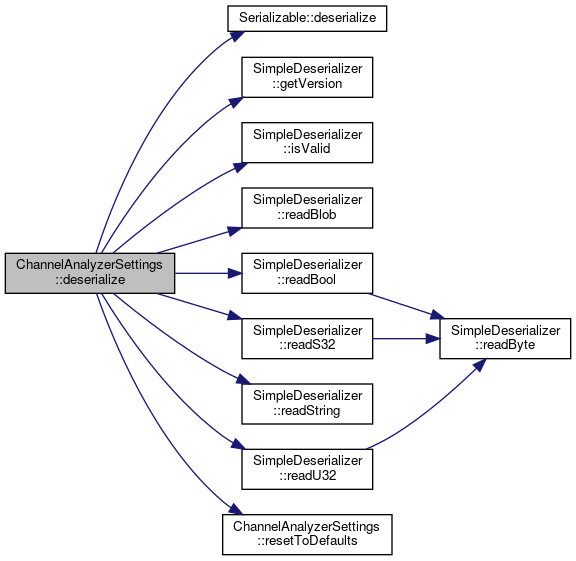 Serializable::deserialize
SimpleDeserializer
::getVersion
SimpleDeserializer
::isValid
SimpleDeserializer
::readBlob
ChannelAnalyzerSettings
::deserialize
SimpleDeserializer
::readBool
SimpleDeserializer
::readS32
SimpleDeserializer
::readByte
SimpleDeserializer
::readString
SimpleDeserializer
::readU32
ChannelAnalyzerSettings
::resetToDefaults